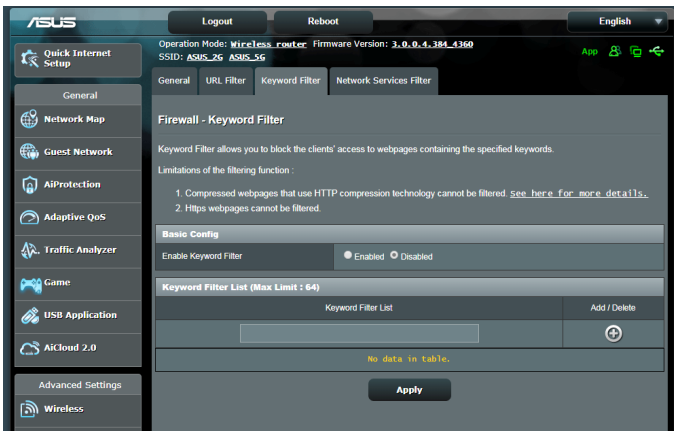 ASUS
Logout
Reboot
English
Quick Internet Setup
Operation Mode: Wireless router Firmware Version: 3.0.0.4.384_4360
SSID: ASUS_2G ASUS_5G
App
General
URL Filter
Keyword Filter
Network Services Filter
General
Network Map
Guest Network
AiProtection
Adaptive QoS
Traffic Analyzer
Game
USB Application
AiCloud 2.0
Advanced Settings
Wireless
Firewall - Keyword Filter
Keyword Filter allows you to block the clients' access to webpages containing the specified keywords.
Limitations of the filtering function :
1. Compressed webpages that use HTTP compression technology cannot be filtered. See here for more details.
2. Https webpages cannot be filtered.
Basic Config
Enable Keyword Filter
Enabled Disabled
Keyword Filter List (Max Limit : 64)
Keyword Filter List
Add / Delete
No data in table.
Apply